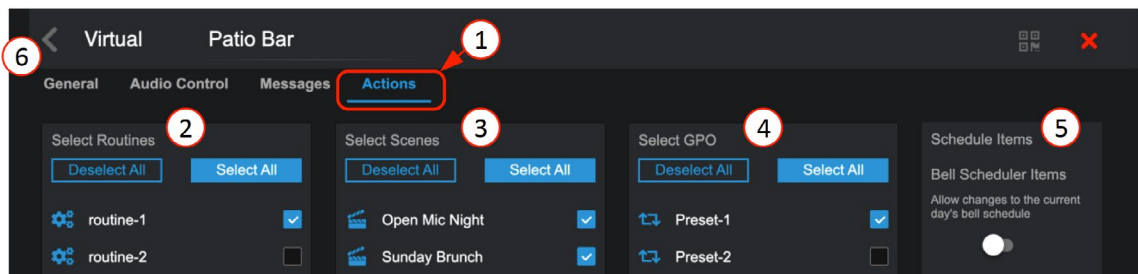 Virtual Patio Bar 1
6
General Audio Control Messages Actions
Select Routines 2
Deselect All Select All
routine-1
routine-2
Select Scenes 3
Deselect All Select All
Open Mic Night
Sunday Brunch
Select GPO 4
Deselect All Select All
Preset-1
Preset-2
Schedule Items 5
Bell Scheduler Items
Allow changes to the current
day's bell schedule